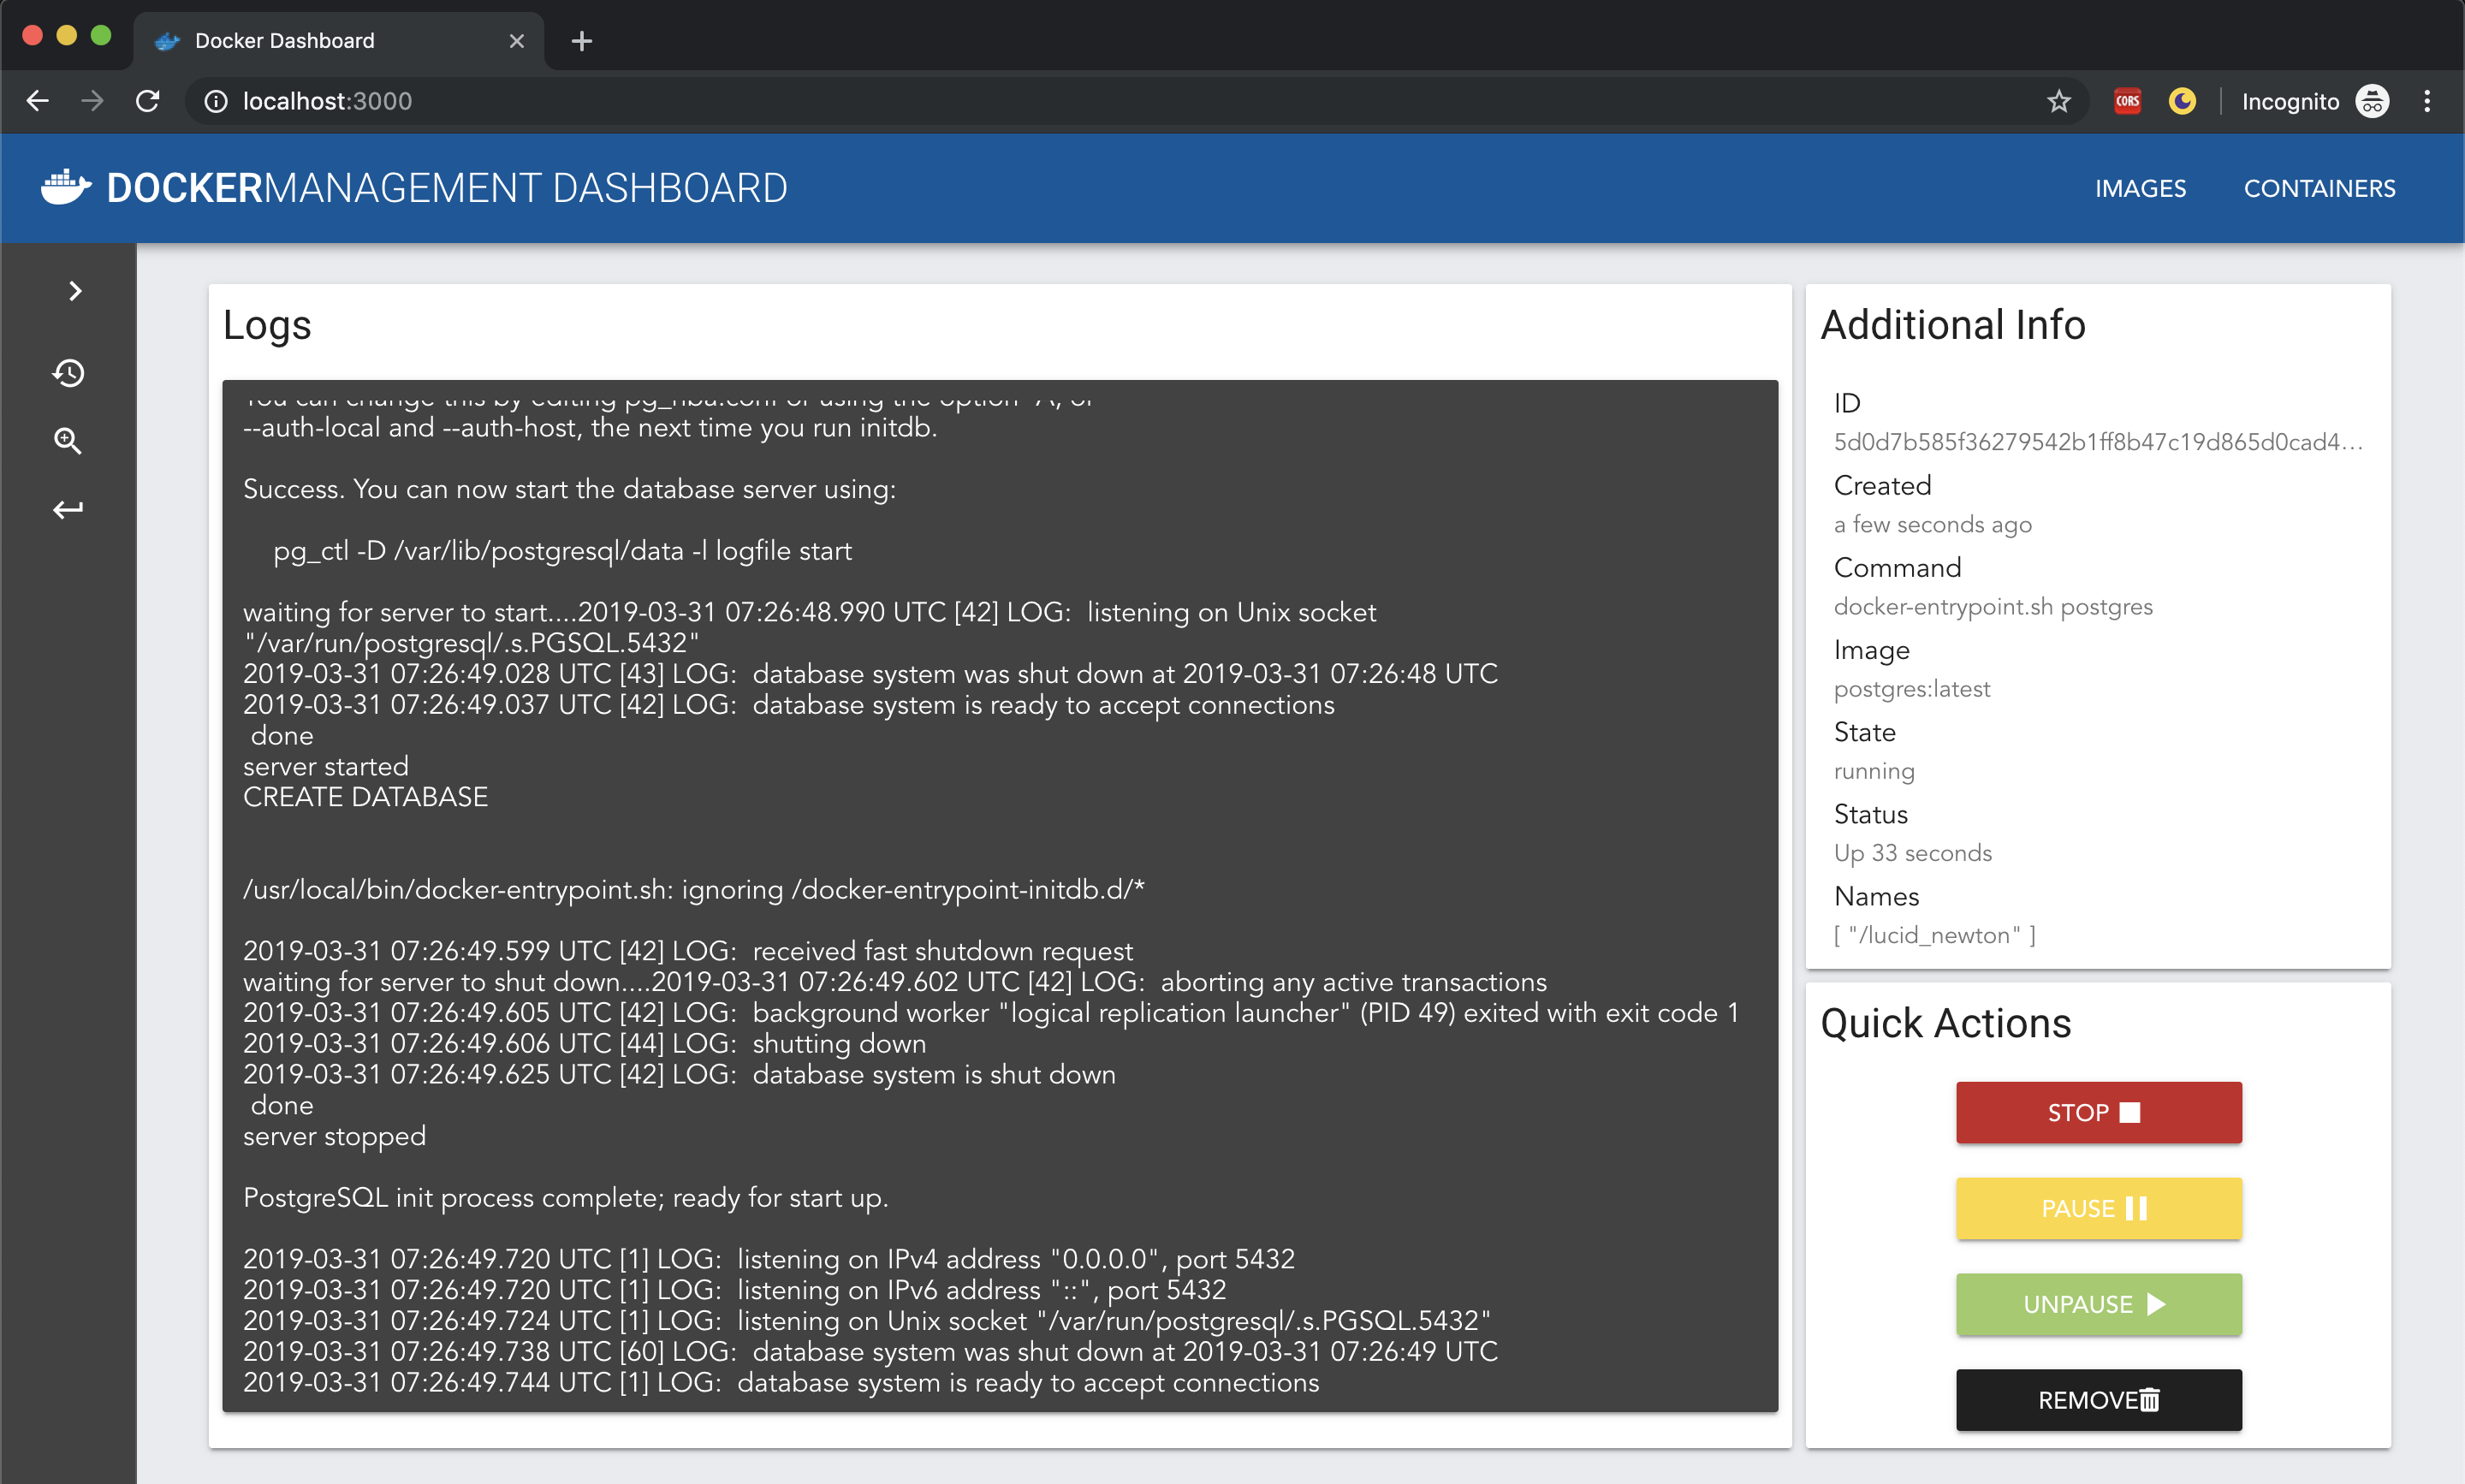 Docker Dashboard
localhost:3000
CORS
Incognito
DOCKERMANAGEMENT DASHBOARD
IMAGES
CONTAINERS
Logs
You can change this by editing pg_hba.conf or using the option -A, or
--auth-local and --auth-host, the next time you run initdb.
Success. You can now start the database server using:
pg_ctl -D /var/lib/postgresql/data -l logfile start
waiting for server to start....2019-03-31 07:26:48.990 UTC [42] LOG:  listening on Unix socket
"/var/run/postgresql/.s.PGSQL.5432"
2019-03-31 07:26:49.028 UTC [43] LOG:  database system was shut down at 2019-03-31 07:26:48 UTC
2019-03-31 07:26:49.037 UTC [42] LOG:  database system is ready to accept connections
done
server started
CREATE DATABASE
/usr/local/bin/docker-entrypoint.sh: ignoring /docker-entrypoint-initdb.d/*
2019-03-31 07:26:49.599 UTC [42] LOG:  received fast shutdown request
waiting for server to shut down....2019-03-31 07:26:49.602 UTC [42] LOG:  aborting any active transactions
2019-03-31 07:26:49.605 UTC [42] LOG:  background worker "logical replication launcher" (PID 49) exited with exit code 1
2019-03-31 07:26:49.606 UTC [44] LOG:  shutting down
2019-03-31 07:26:49.625 UTC [42] LOG:  database system is shut down
done
server stopped
PostgreSQL init process complete; ready for start up.
2019-03-31 07:26:49.720 UTC [1] LOG:  listening on IPv4 address "0.0.0.0", port 5432
2019-03-31 07:26:49.720 UTC [1] LOG:  listening on IPv6 address "::", port 5432
2019-03-31 07:26:49.724 UTC [1] LOG:  listening on Unix socket "/var/run/postgresql/.s.PGSQL.5432"
2019-03-31 07:26:49.738 UTC [60] LOG:  database system was shut down at 2019-03-31 07:26:49 UTC
2019-03-31 07:26:49.744 UTC [1] LOG:  database system is ready to accept connections
Additional Info
ID
5d0d7b585f36279542b1ff8b47c19d865d0cad4...
Created
a few seconds ago
Command
docker-entrypoint.sh postgres
Image
postgres:latest
State
running
Status
Up 33 seconds
Names
[ "/lucid_newton" ]
Quick Actions
STOP
PAUSE
UNPAUSE
REMOVE